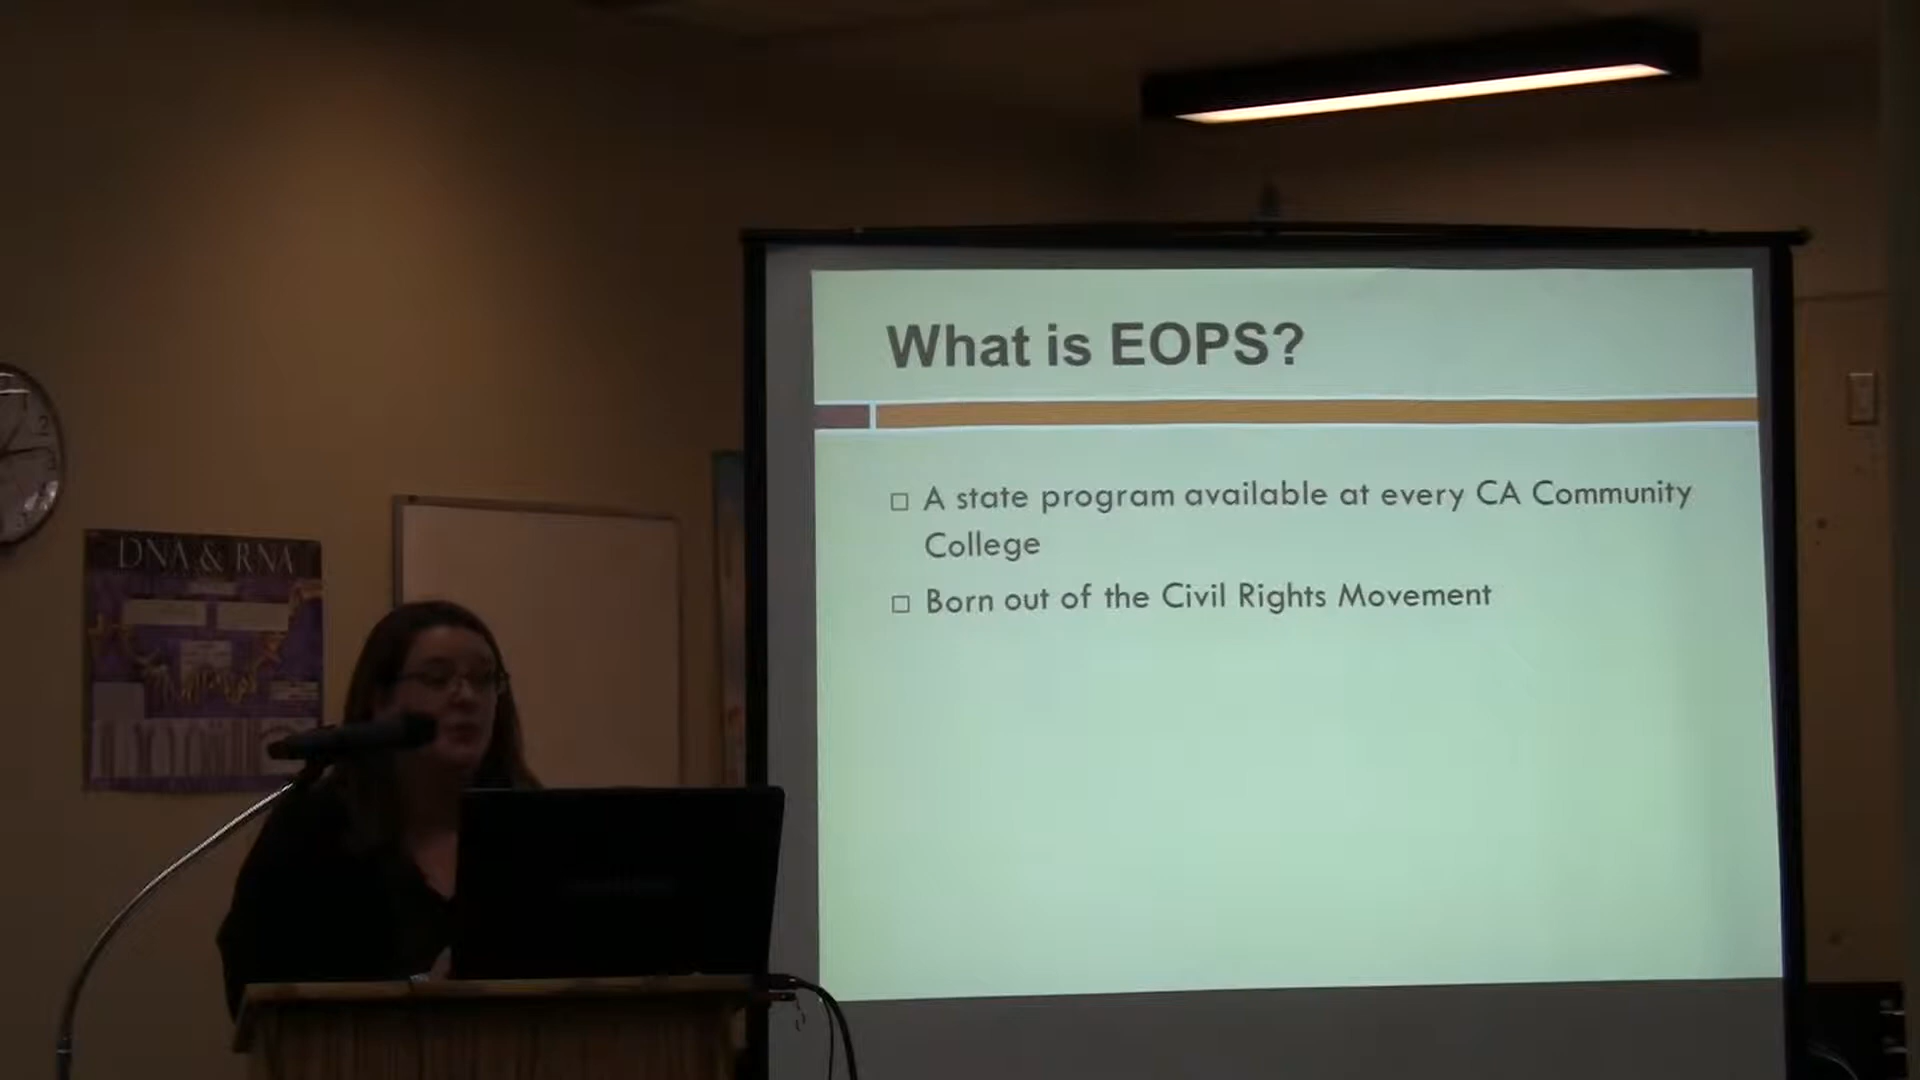 What is EOPS?
A state program available at every CA Community
College
Born out of the Civil Rights Movement
DNA & RNA